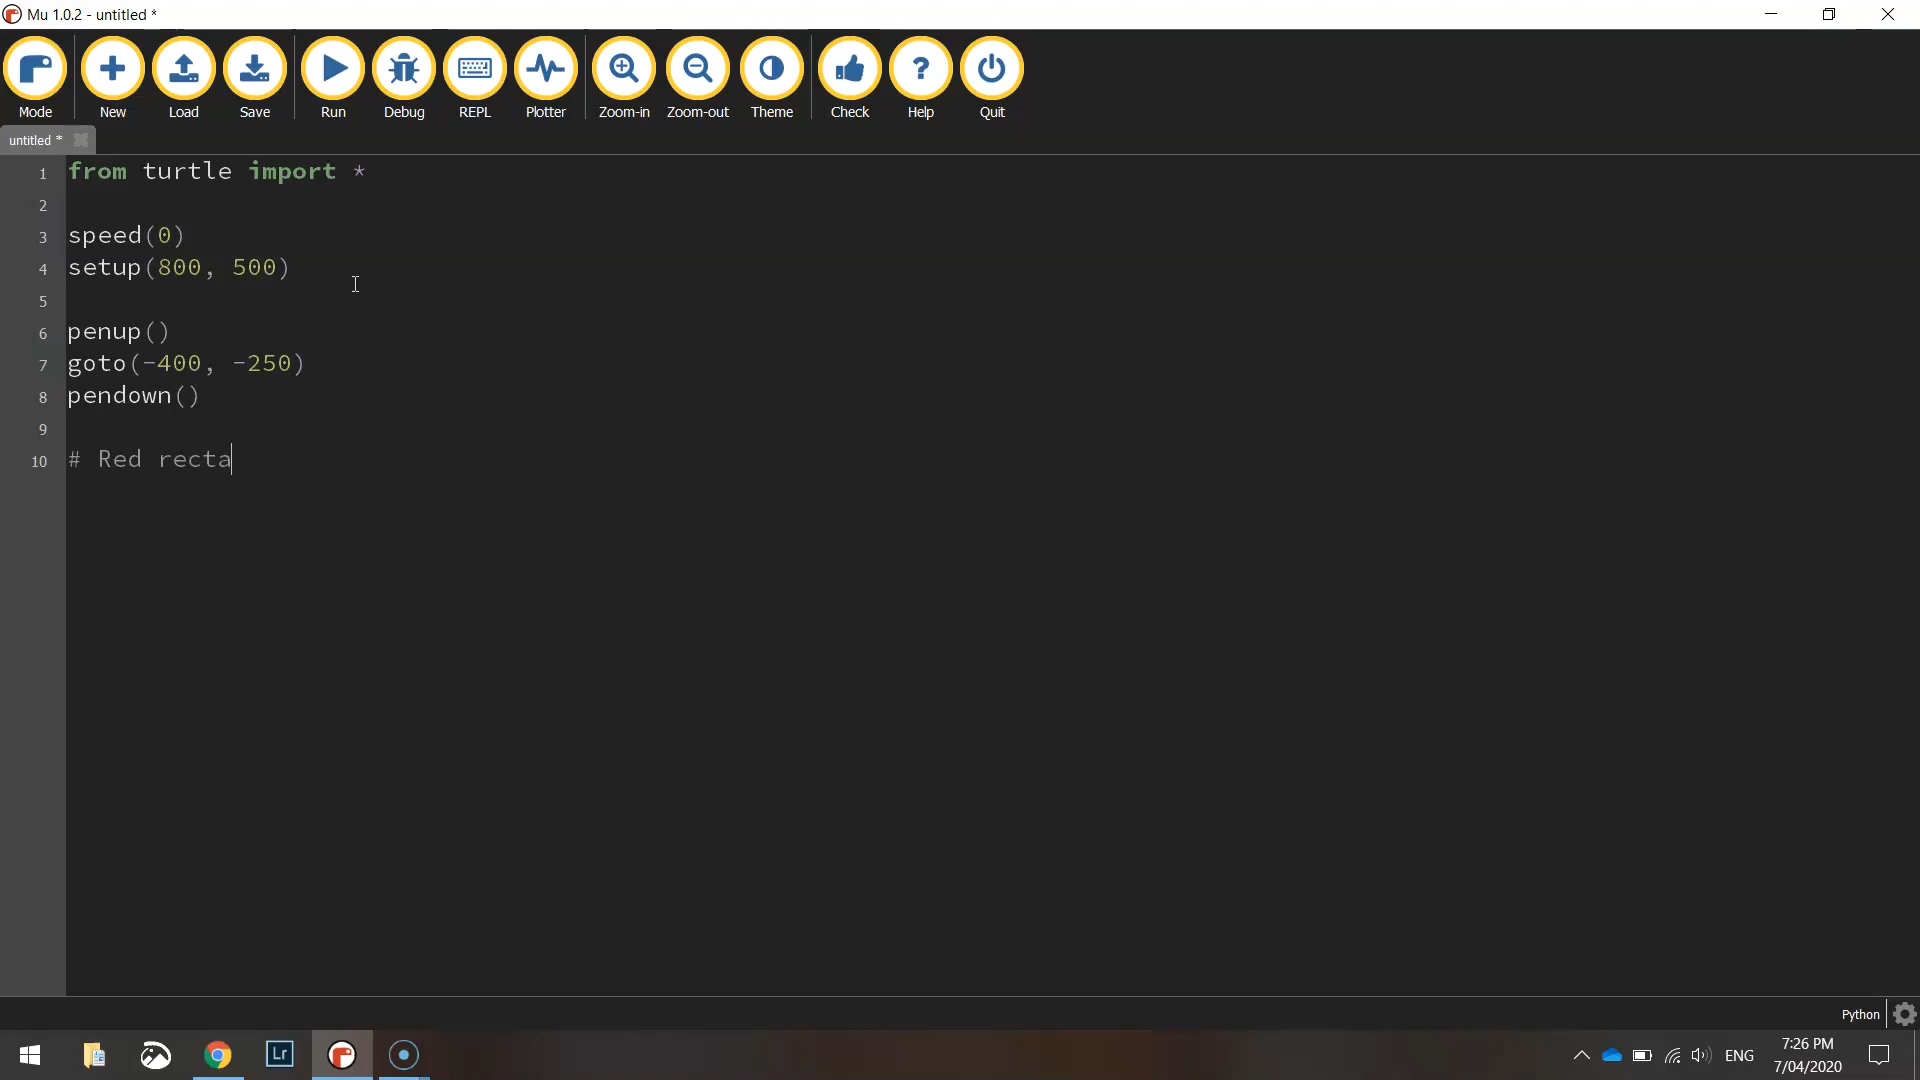 Mu 1.0.2 - untitled *
Mode New Load Save Run Debug REPL Plotter Zoom-in Zoom-out Theme Check Help Quit
untitled *
1 from turtle import *
2
3 speed(0)
4 setup(800, 500)
5
6 penup()
7 goto(-400, -250)
8 pendown()
9
10 # Red recta
Python
Lr
ENG
7:26 PM
7/04/2020